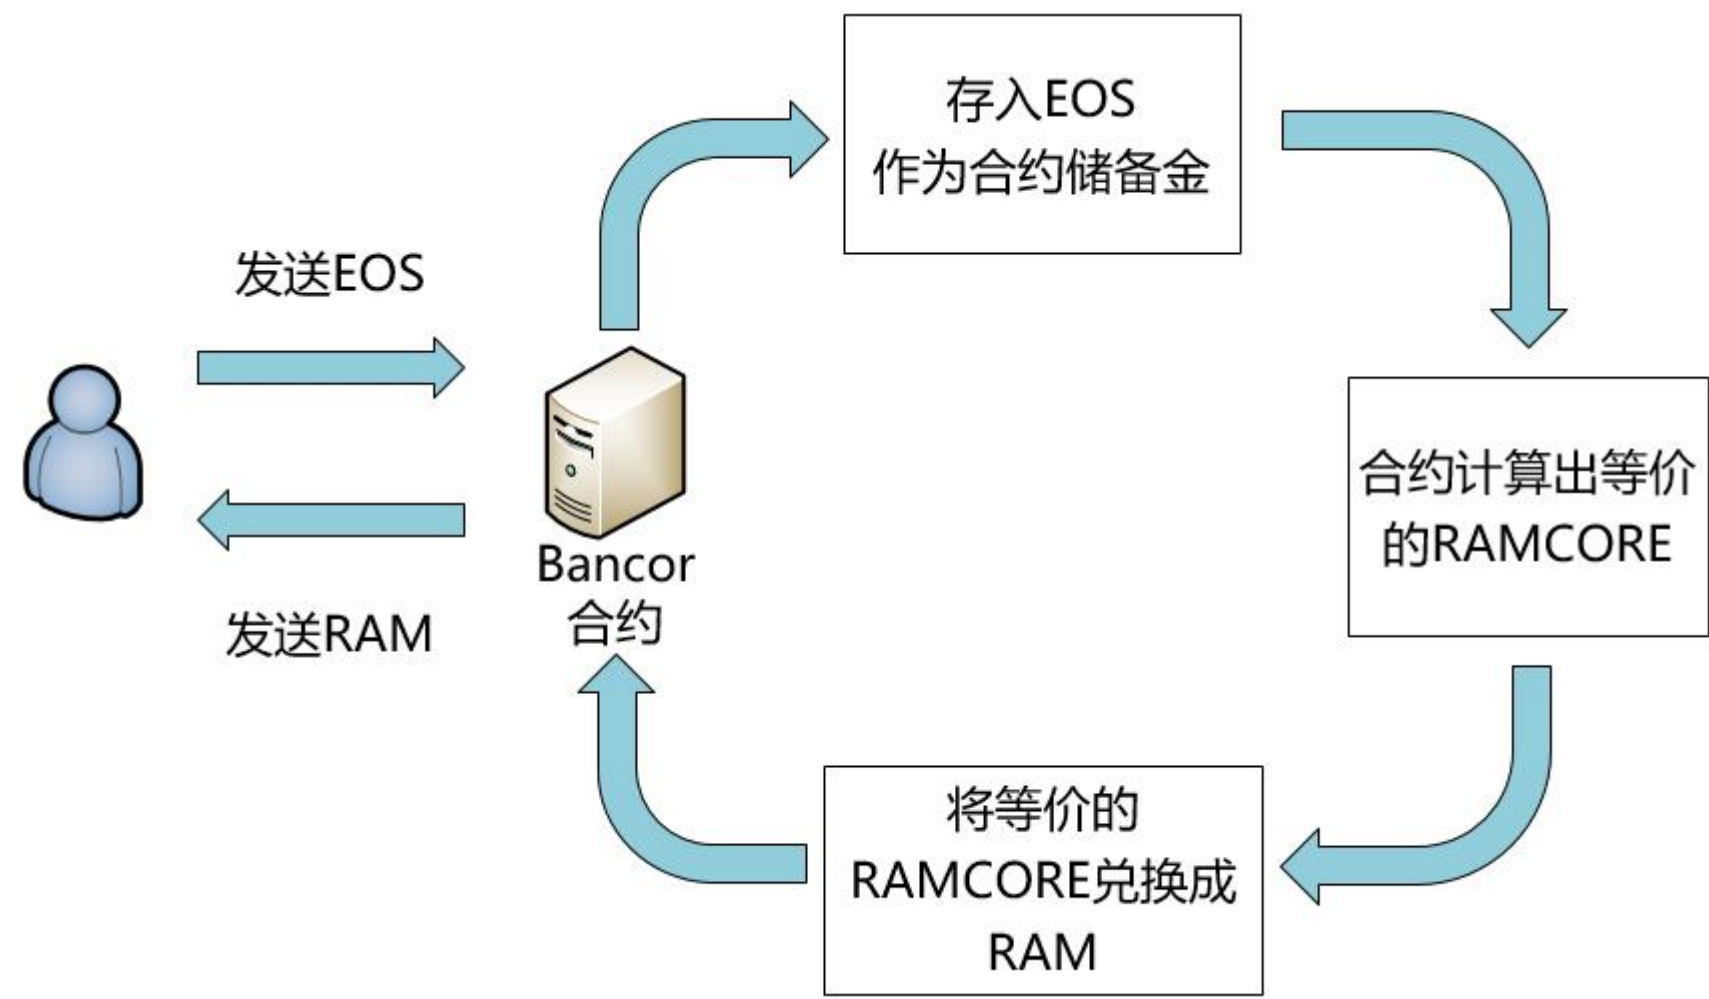 存入EOS
作为合约储备金
发送EOS
合约计算出等价
的RAMCORE
Bancor
合约
发送RAM
将等价的
RAMCORE兑换成
RAM